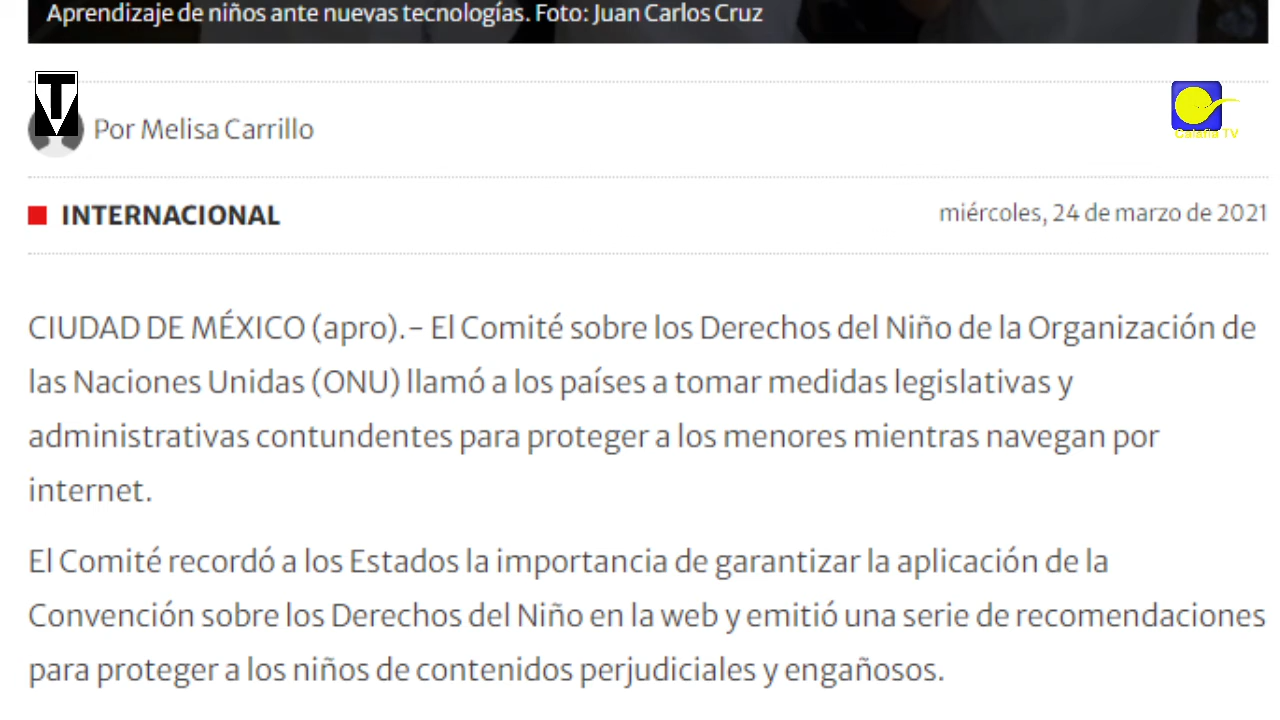 Aprendizaje de niños ante nuevas tecnologías. Foto: Juan Carlos Cruz
TV
Calafia TV
Por Melisa Carrillo
INTERNACIONAL
miércoles, 24 de marzo de 2021
CIUDAD DE MÉXICO (apro).– El Comité sobre los Derechos del Niño de la Organización de
las Naciones Unidas (ONU) llamó a los países a tomar medidas legislativas y
administrativas contundentes para proteger a los menores mientras navegan por
internet.
El Comité recordó a los Estados la importancia de garantizar la aplicación de la
Convención sobre los Derechos del Niño en la web y emitió una serie de recomendaciones
para proteger a los niños de contenidos perjudiciales y engañosos.